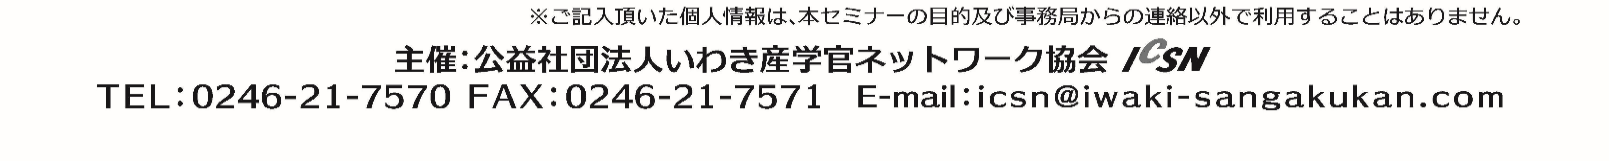 ※ご記入頂いた個人情報は、本セミナーの目的及び事務局からの連絡以外で利用することはありません。
主催：公益社団法人いわき産学官ネットワーク協会 ICSN
TEL：0246-21-7570 FAX：0246-21-7571 E-mail：icsn@iwaki-sangakukan.com